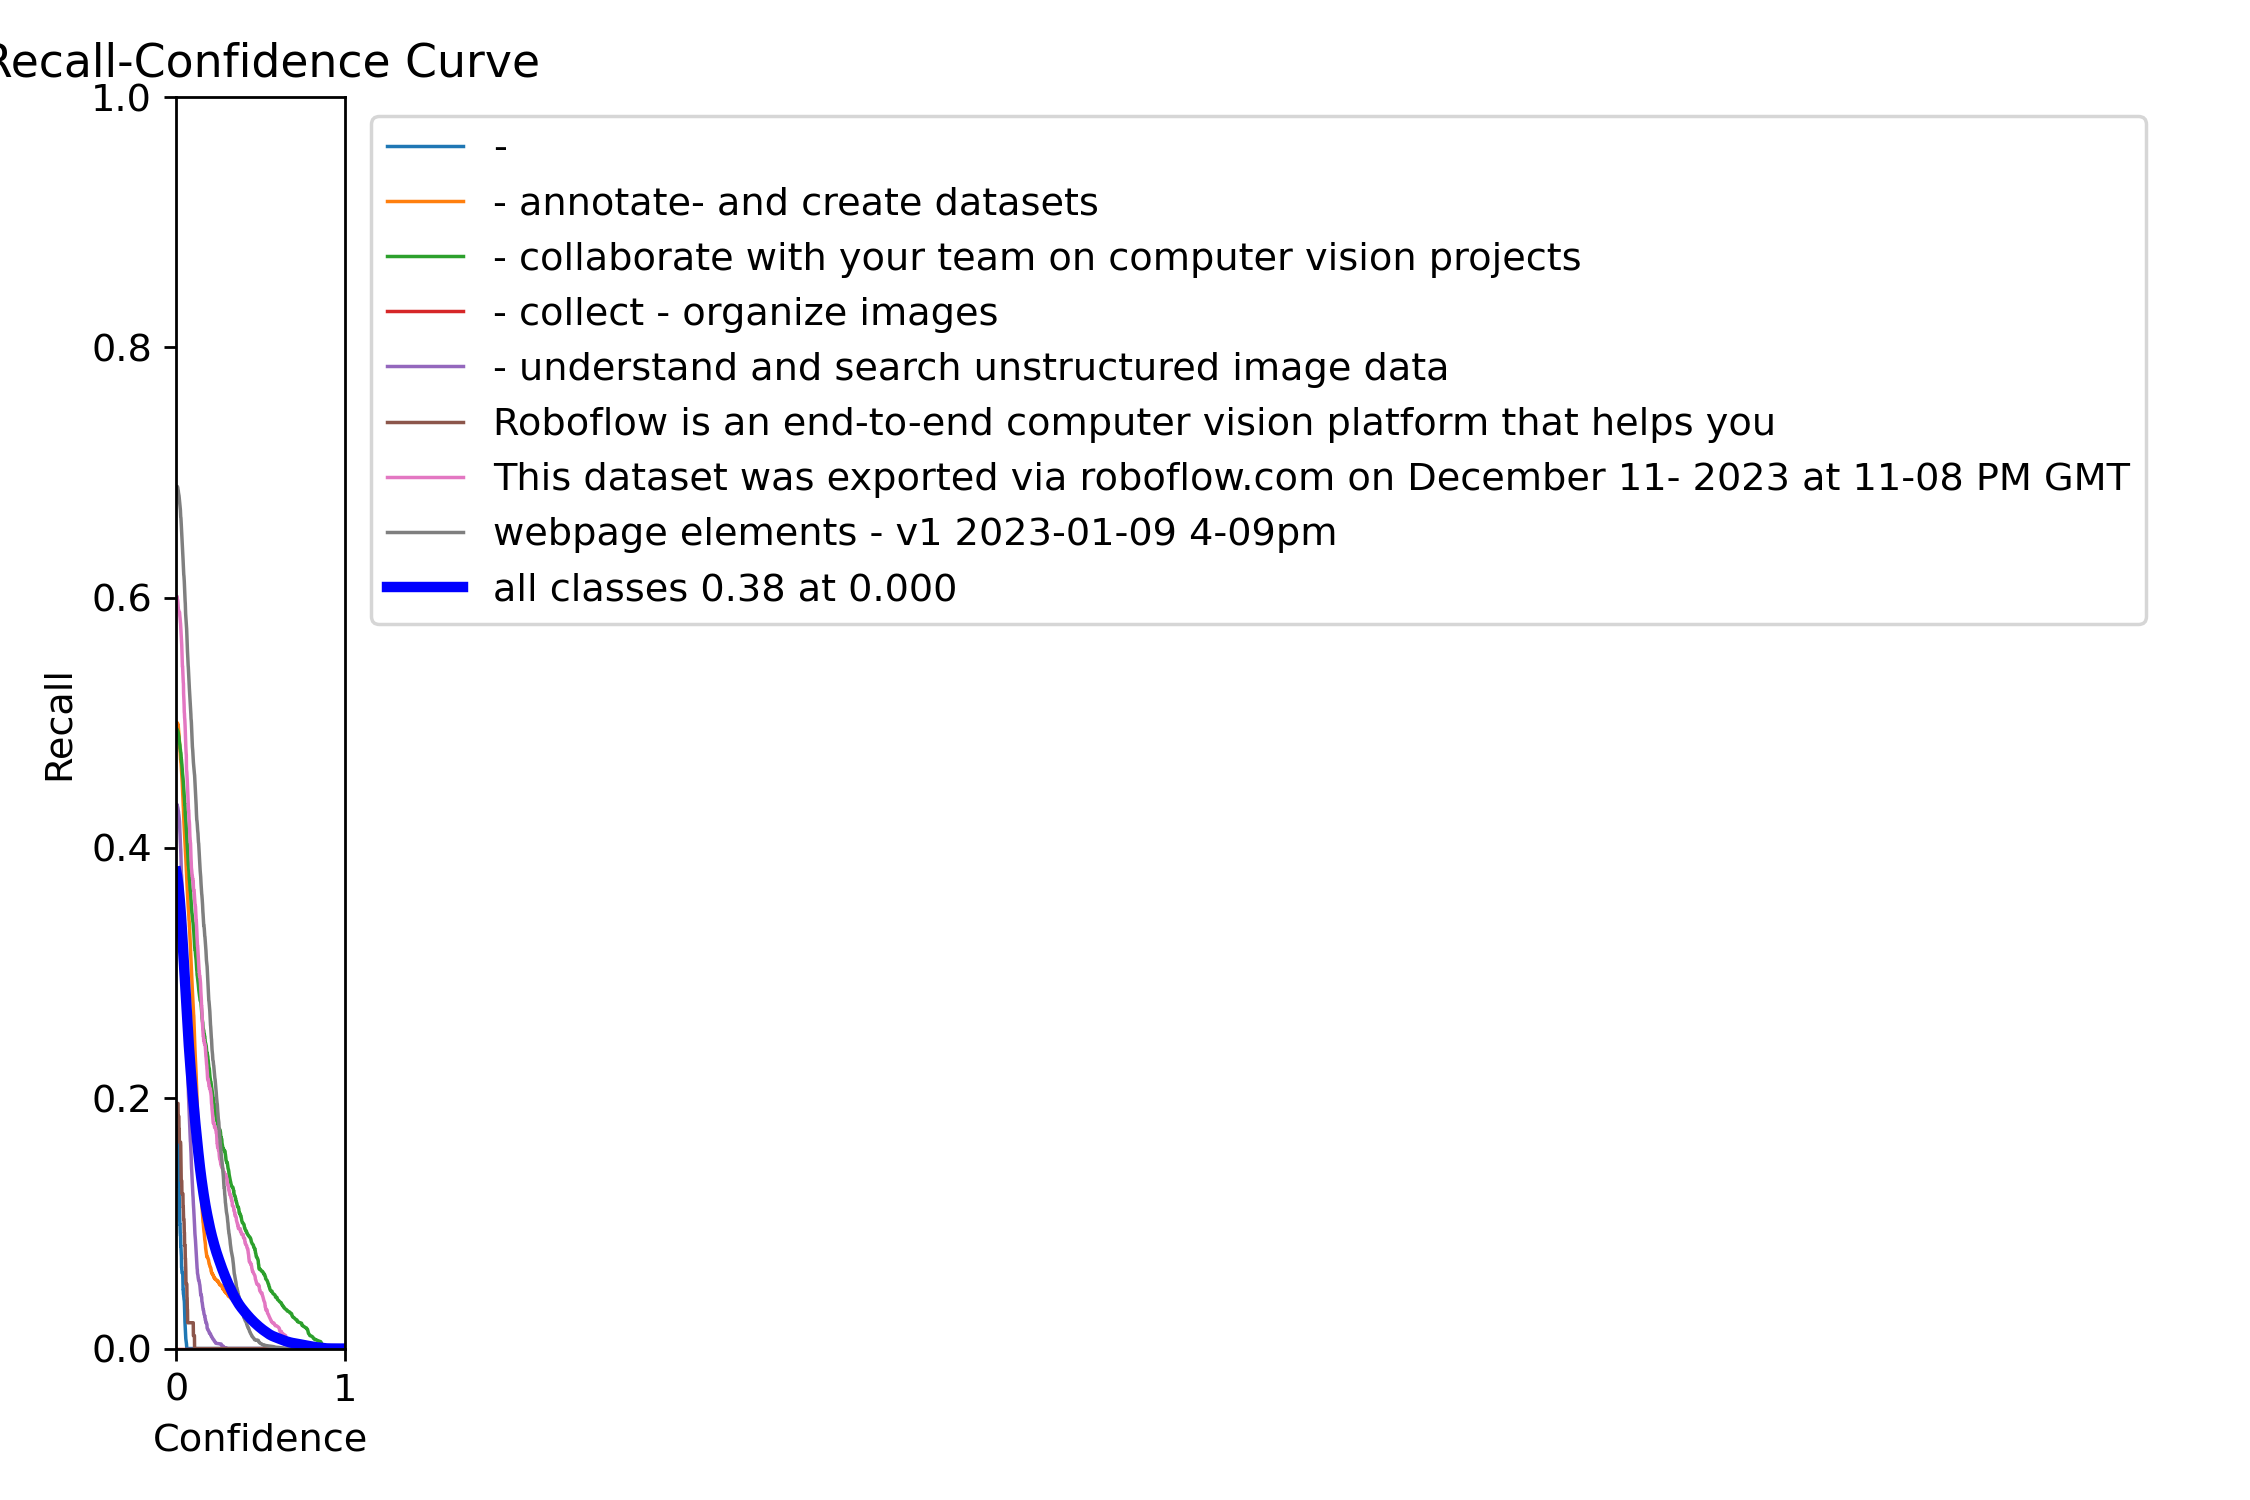 Recall-Confidence Curve
1.0
0.8
0.6
0.4
0.2
0.0
Recall
0
1
Confidence
-
- annotate- and create datasets
- collaborate with your team on computer vision projects
- collect - organize images
- understand and search unstructured image data
Roboflow is an end-to-end computer vision platform that helps you
This dataset was exported via roboflow.com on December 11- 2023 at 11-08 PM GMT
webpage elements - v1 2023-01-09 4-09pm
all classes 0.38 at 0.000